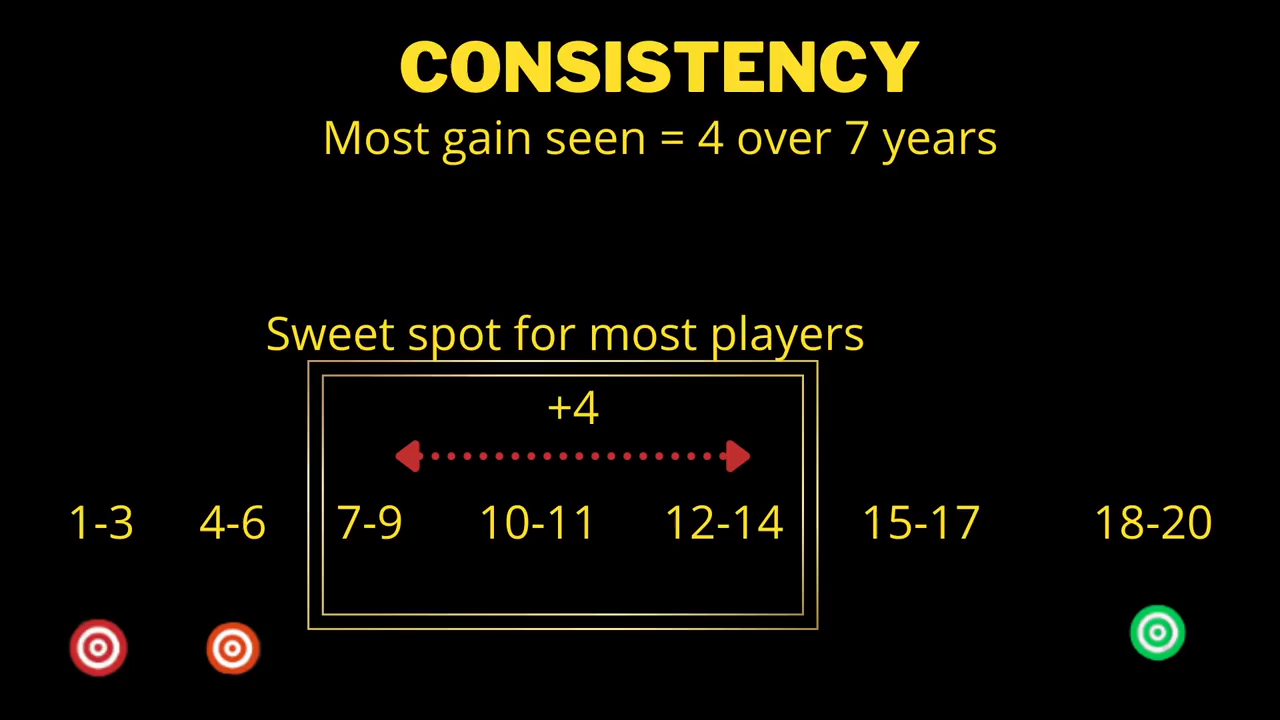 CONSISTENCY
Most gain seen = 4 over 7 years
Sweet spot for most players
+4
1-3 4-6 7-9 10-11 12-14 15-17 18-20